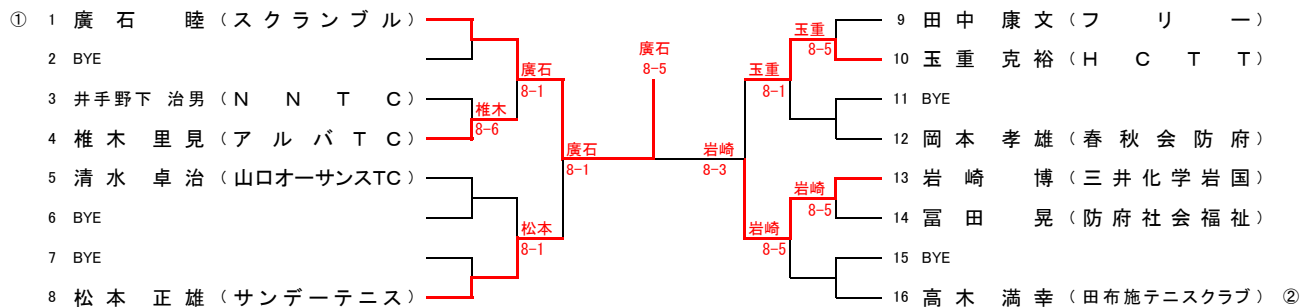 ① 1 廣石 睦 (スクランブル)
2 BYE
3 井手野下 治男 (NNTC)
4 椎木 里見 (アルバTC)
5 清水 卓治 (山口オーサンスTC)
6 BYE
7 BYE
8 松本 正雄 (サンデーテニス)
椎木
8-6
廣石
8-1
松本
8-1
廣石
8-1
廣石
8-5
岩崎
8-3
玉重
8-1
岩崎
8-5
玉重
8-5
岩崎
8-5
9 田中 康文 (フリー)
10 玉重 克裕 (HCTT)
11 BYE
12 岡本 孝雄 (春秋会防府)
13 岩崎 博 (三井化学岩国)
14 冨田 晃 (防府社会福祉)
15 BYE
16 高木 満幸 (田布施テニスクラブ) ②